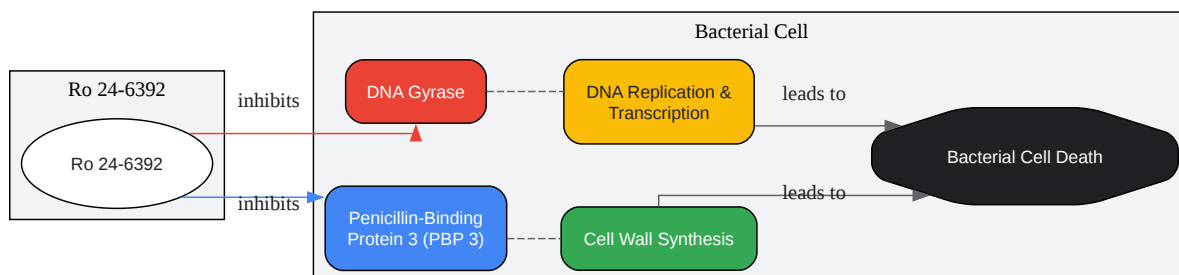 Bacterial Cell
Ro 24-6392
Ro 24-6392
inhibits
inhibits
DNA Gyrase
DNA Replication &
Transcription
leads to
Bacterial Cell Death
Penicillin-Binding
Protein 3 (PBP 3)
Cell Wall Synthesis
leads to